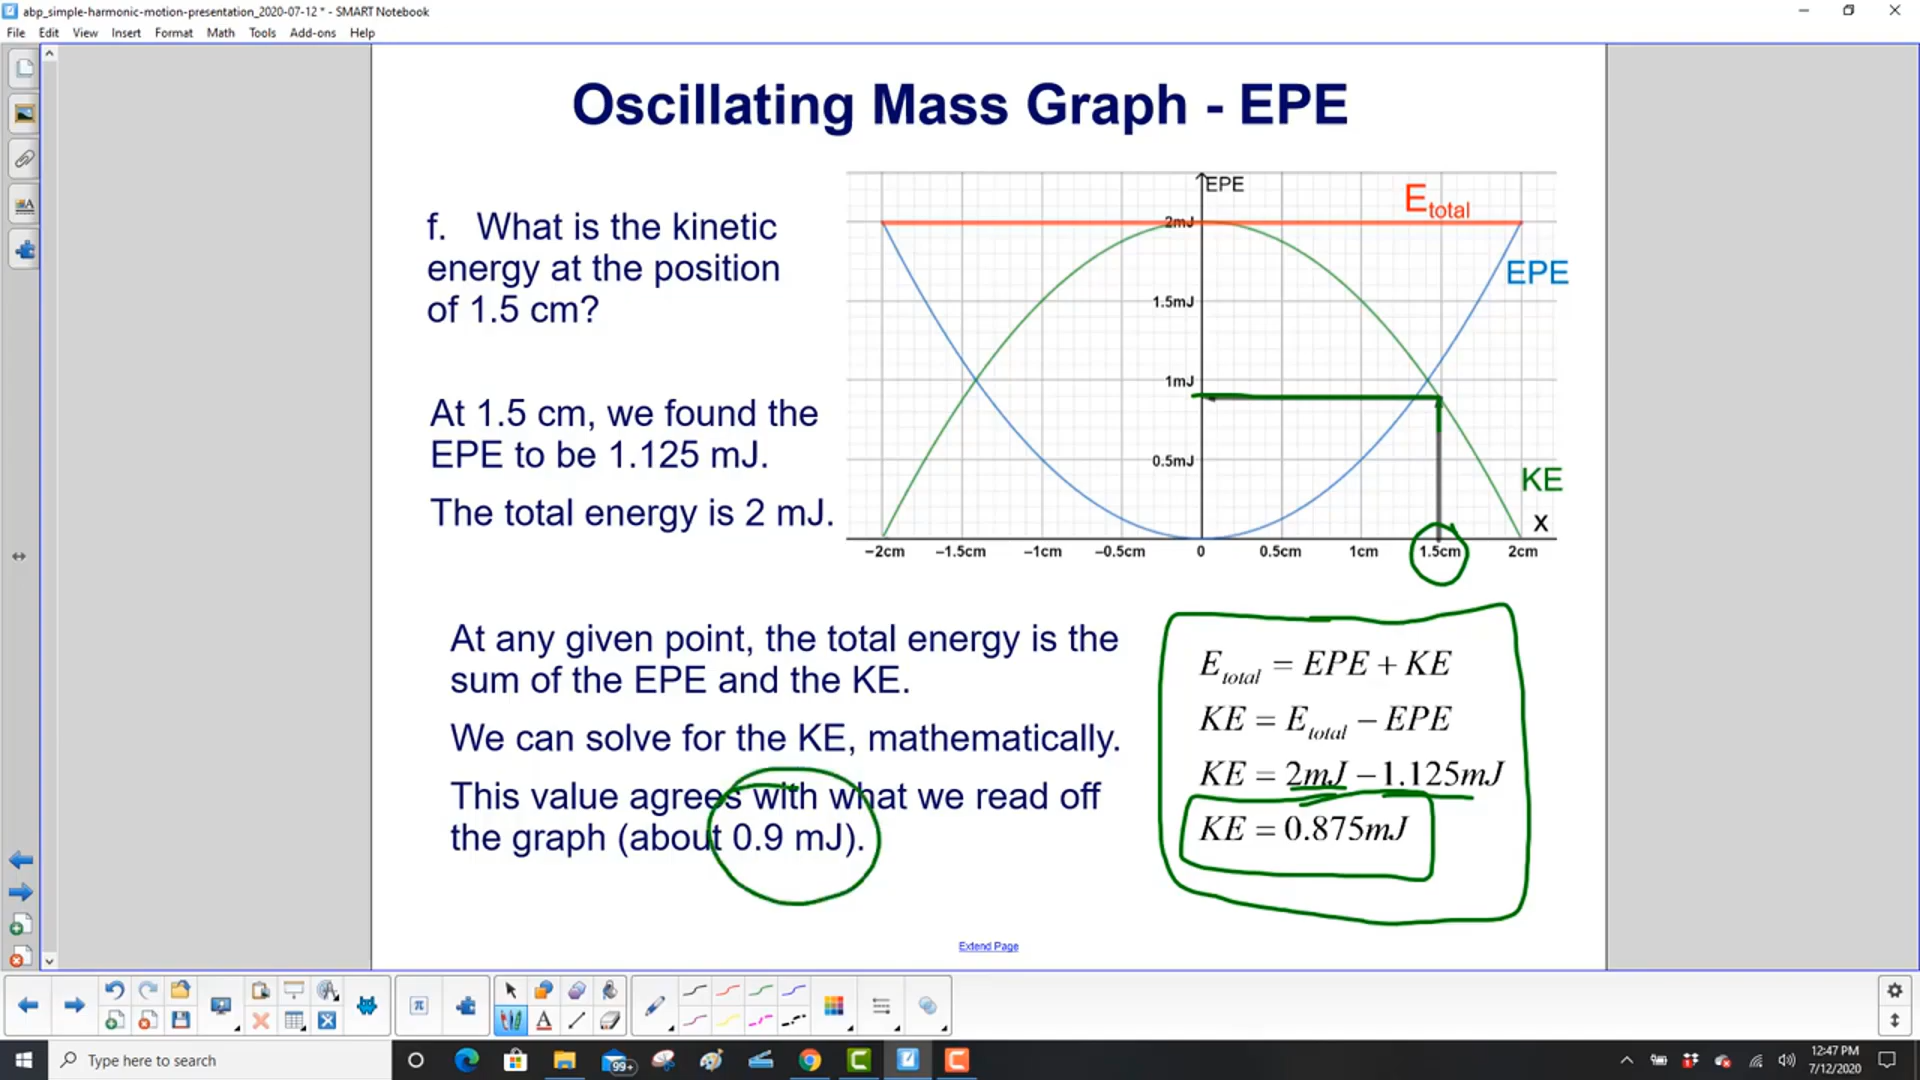 abp_simple-harmonic-motion-presentation_2020-07-12 * - SMART Notebook
File Edit View Insert Format Math Tools Add-ons Help
Oscillating Mass Graph - EPE
f. What is the kinetic
energy at the position
of 1.5 cm?
At 1.5 cm, we found the
EPE to be 1.125 mJ.
The total energy is 2 mJ.
EPE
E_total
2mJ
EPE
1.5mJ
1mJ
0.5mJ
KE
X
−2cm −1.5cm −1cm −0.5cm 0 0.5cm 1cm 1.5cm 2cm
At any given point, the total energy is the
sum of the EPE and the KE.
We can solve for the KE, mathematically.
This value agrees with what we read off
the graph (about 0.9 mJ).
E_total = EPE + KE
KE = E_total − EPE
KE = 2mJ − 1.125mJ
KE = 0.875mJ
Extend Page
π
A
Type here to search
99+
12:47 PM
7/12/2020